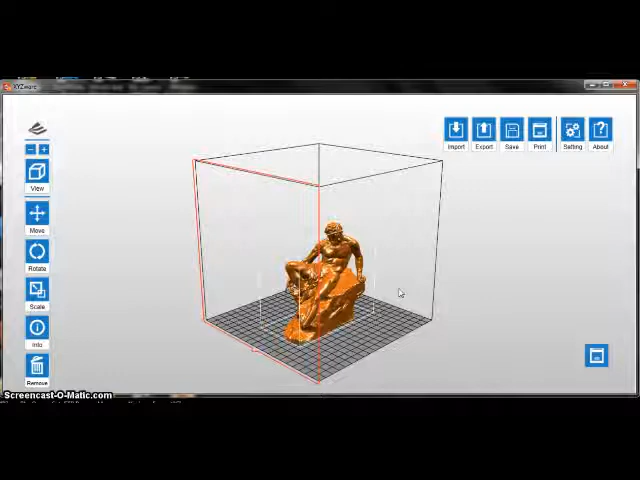 XYZware
Import
Export
Save
Print
Setting
About
View
Move
Rotate
Scale
Info
Remove
Screencast-O-Matic.com